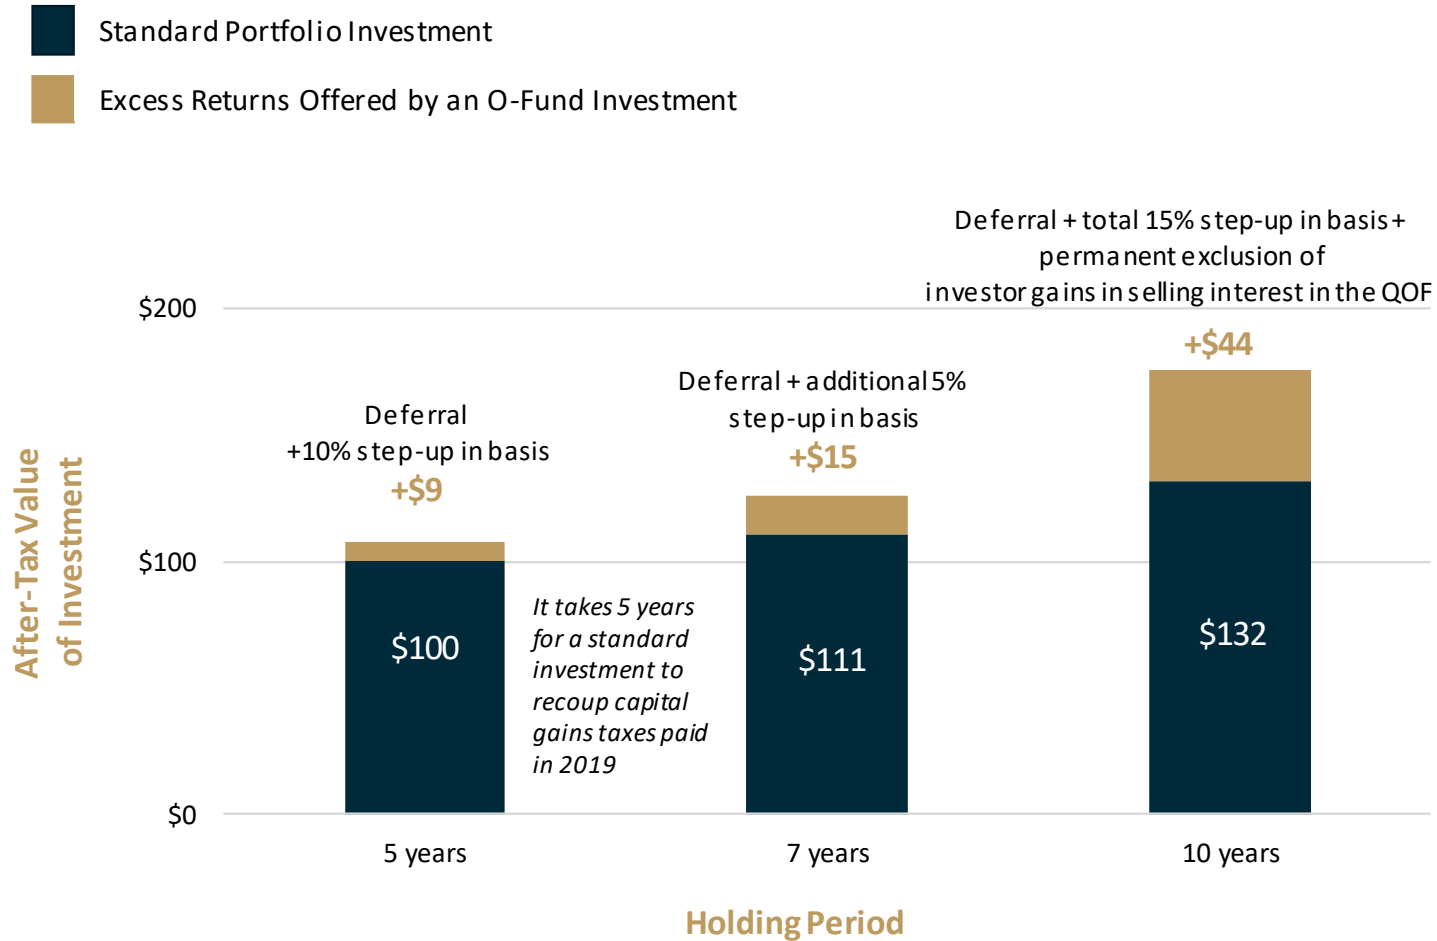 Standard Portfolio Investment
Excess Returns Offered by an O-Fund Investment
Deferral + total 15% step-up in basis +
permanent exclusion of
investor gains in selling interest in the QOF
$200
+$44
Deferral + additional 5%
step-up in basis
+$15
Deferral
+10% step-up in basis
+$9
After-Tax Value
of Investment
$100
It takes 5 years
for a standard
investment to
recoup capital
gains taxes paid
in 2019
$100
$111
$132
$0
5 years
7 years
10 years
Holding Period